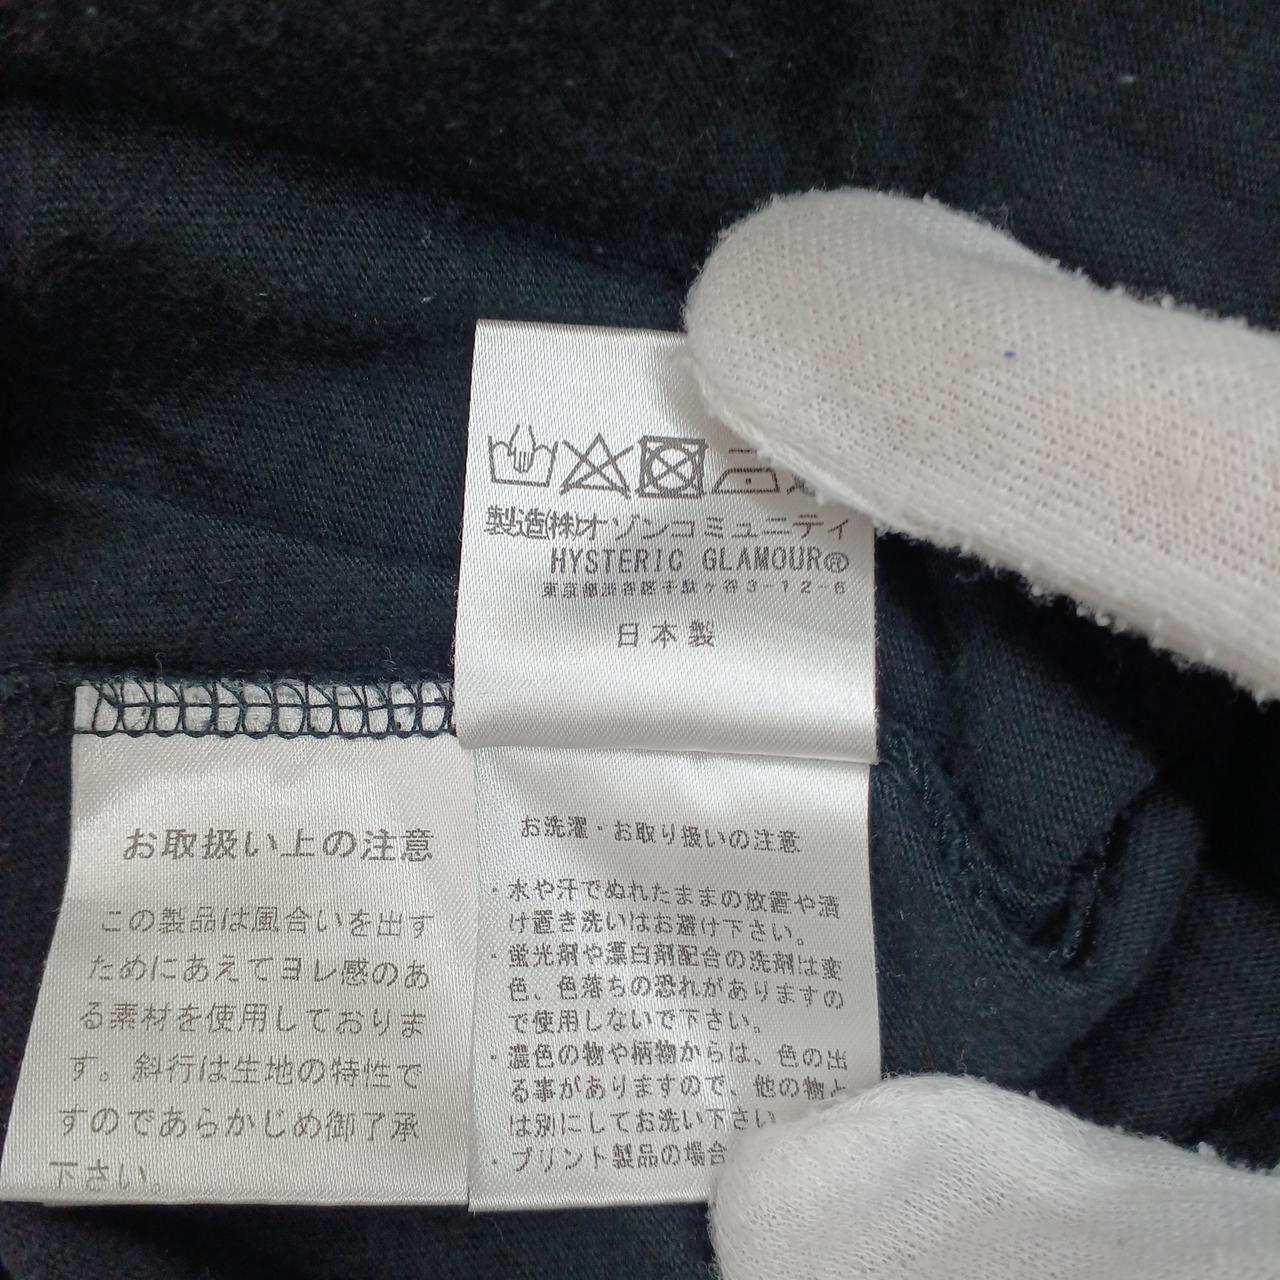 製造(株)オゾンコミュニティ
HYSTERIC GLAMOUR®
東京都渋谷区千駄ケ谷3-12-6
日本製
お取扱い上の注意
この製品は風合いを出す
ためにあえてヨレ感のあ
る素材を使用しておりま
す。斜行は生地の特性で
すのであらかじめ御了承
下さい。
お洗濯・お取り扱いの注意
・水や汗でぬれたままの放置や漬
け置き洗いはお避け下さい。
・蛍光剤や漂白剤配合の洗剤は変
色、色落ちの恐れがありますの
で使用しないで下さい。
・濃色の物や柄物からは、色の出
る事がありますので、他の物と
は別にしてお洗い下さい
・プリント製品の場合